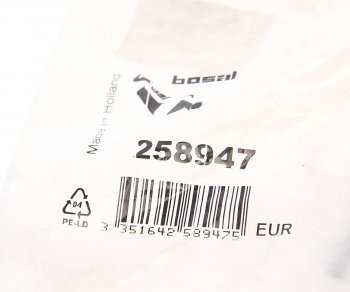 bosal
Made in Holland
258947
04
PE-LD
3 351642 589475
EUR